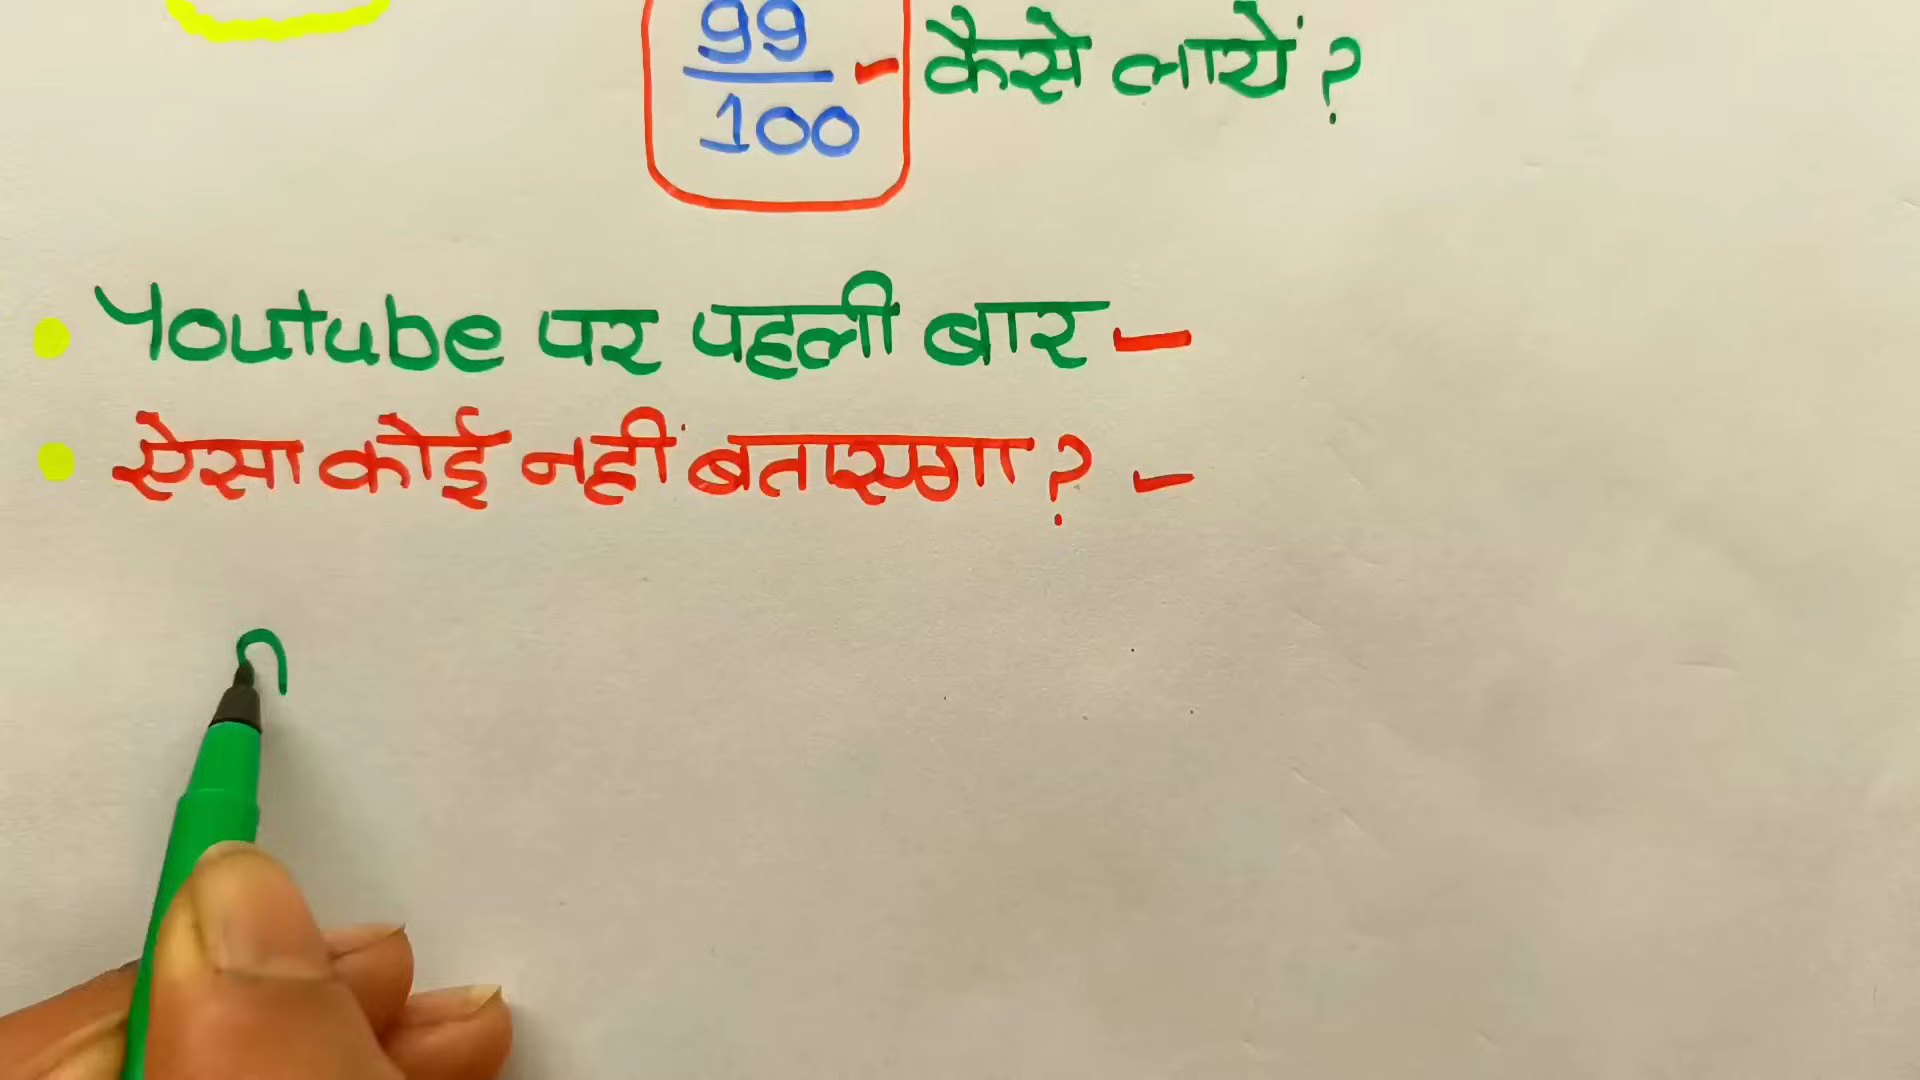 99/100 - कैसे लायें ?
• Youtube पर पहली बार -
• ऐसा कोई नहीं बताएगा ? -